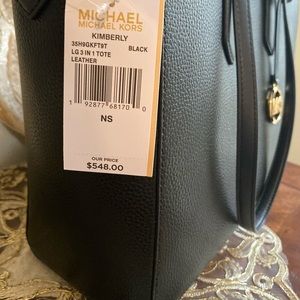 MICHAEL
MICHAEL KORS
KIMBERLY
35H9GKFT9T BLACK
LG 3 IN 1 TOTE
LEATHER
1 92877 68170 0
NS
OUR PRICE
$548.00